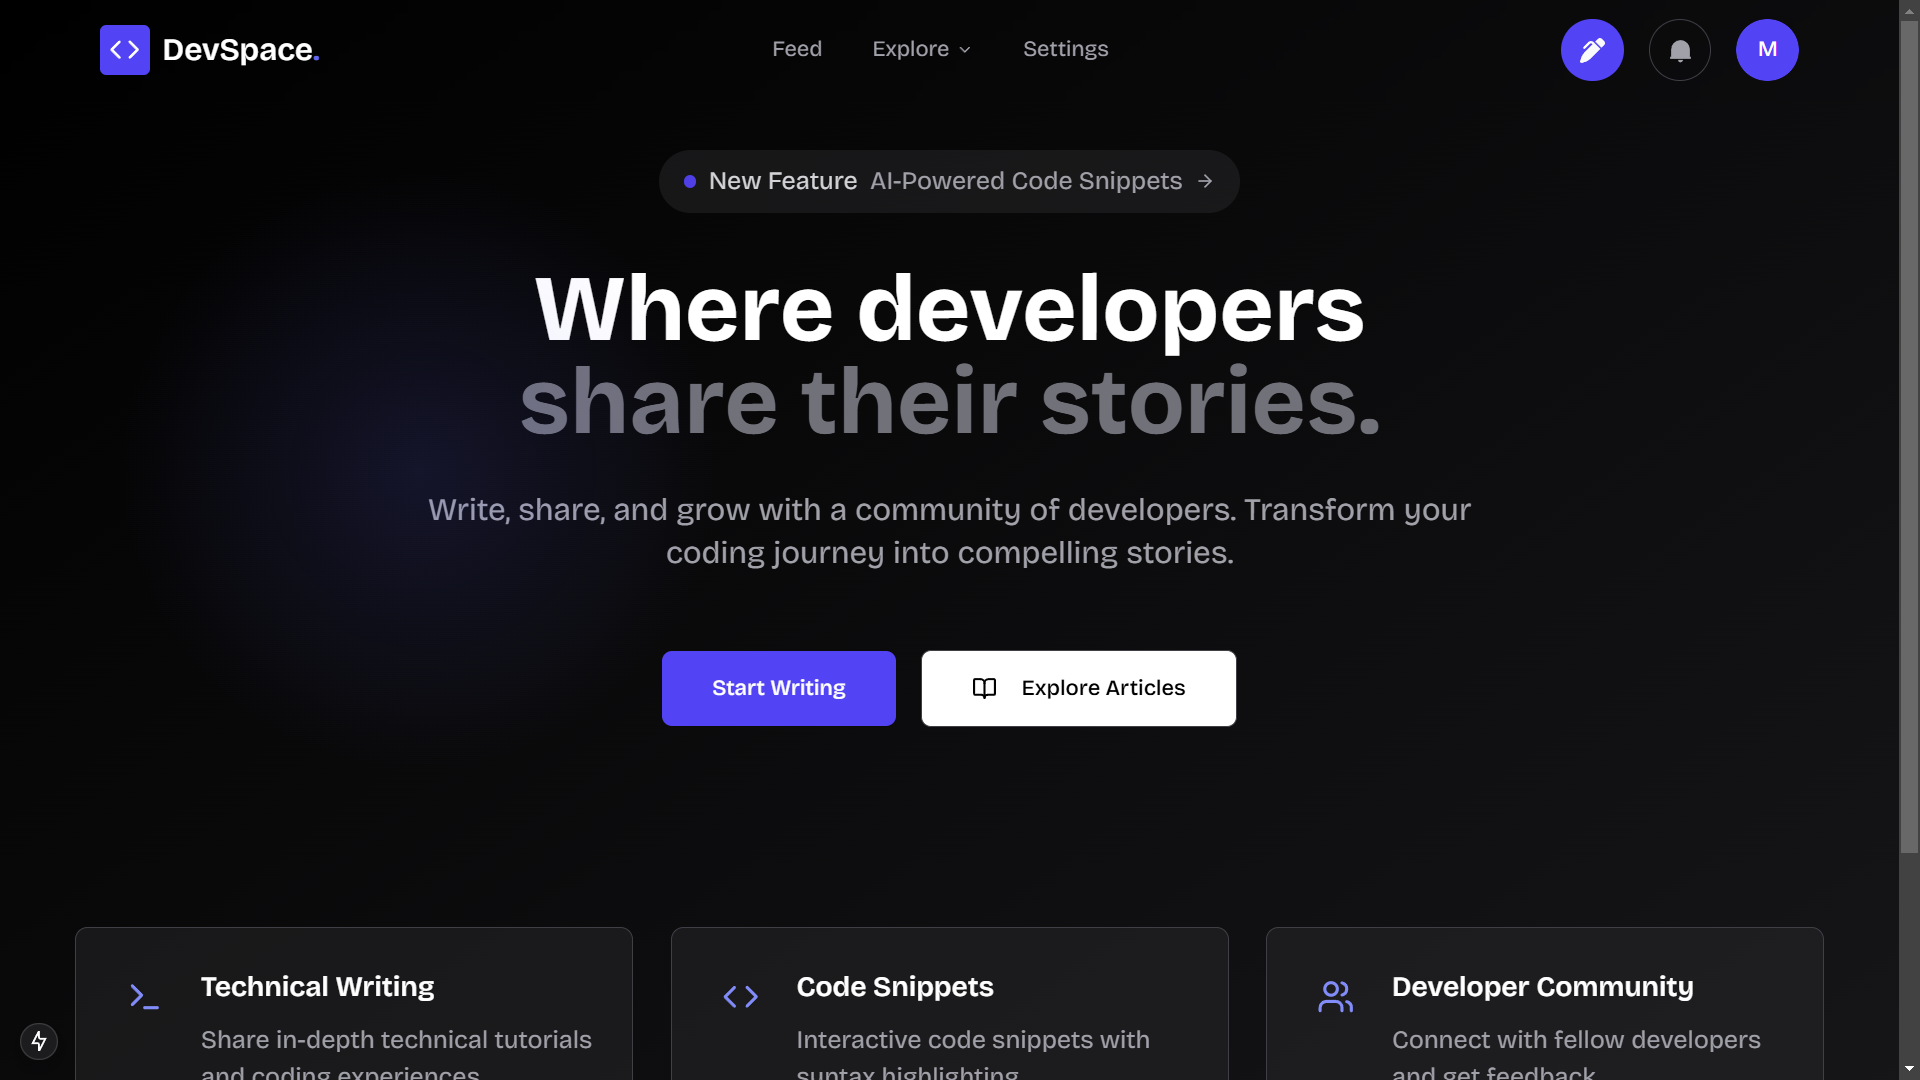 DevSpace.
Feed
Explore
Settings
M
New Feature AI-Powered Code Snippets
Where developers
share their stories.
Write, share, and grow with a community of developers. Transform your
coding journey into compelling stories.
Start Writing
Explore Articles
Technical Writing
Share in-depth technical tutorials
and coding experiences
Code Snippets
Interactive code snippets with
syntax highlighting
Developer Community
Connect with fellow developers
and get feedback